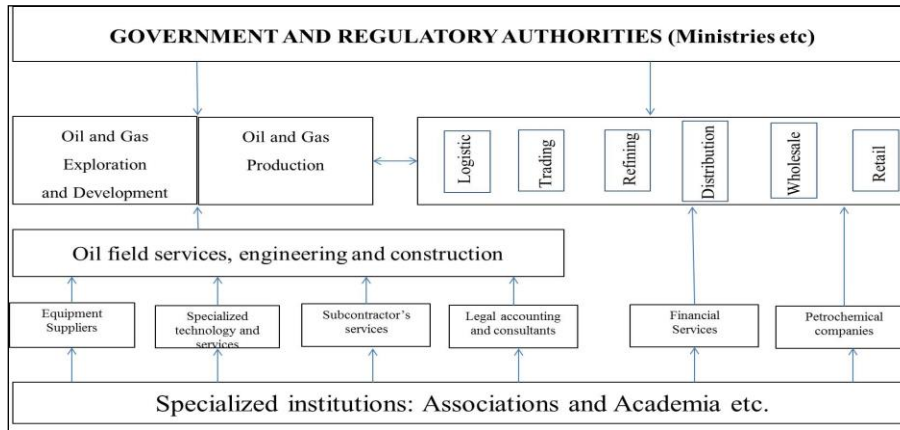 GOVERNMENT AND REGULATORY AUTHORITIES (Ministries etc)
Oil and Gas
Exploration
and Development
Oil and Gas
Production
Logistic
Trading
Refining
Distribution
Wholesale
Retail
Oil field services, engineering and construction
Equipment
Suppliers
Specialized
technology and
services
Subcontractor's
services
Legal accounting
and consultants
Financial
Services
Petrochemical
companies
Specialized institutions: Associations and Academia etc.